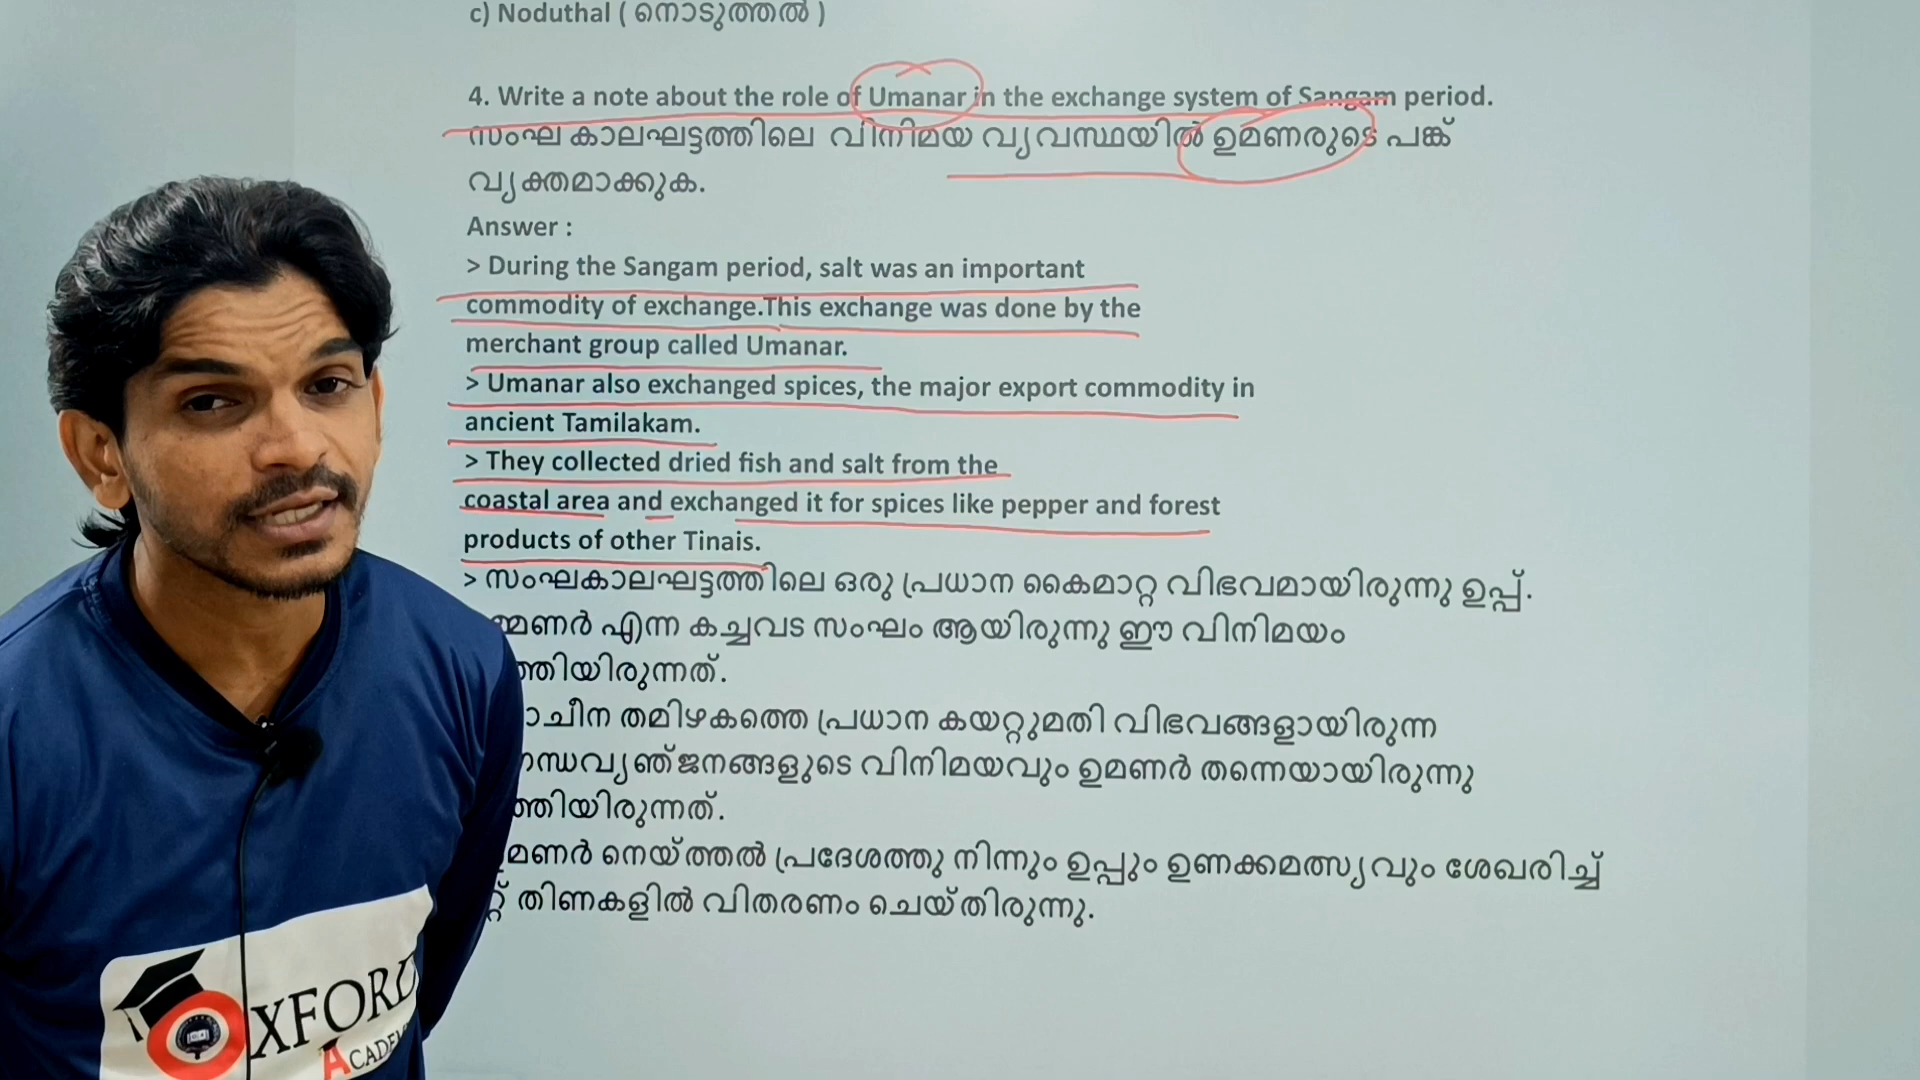 c) Noduthal ( നൊടുത്തൽ )
4. Write a note about the role of Umanar in the exchange system of Sangam period.
സംഘ കാലഘട്ടത്തിലെ വിനിമയ വ്യവസ്ഥയിൽ ഉമണരുടെ പങ്ക്
വ്യക്തമാക്കുക.
Answer :
> During the Sangam period, salt was an important
commodity of exchange.This exchange was done by the
merchant group called Umanar.
> Umanar also exchanged spices, the major export commodity in
ancient Tamilakam.
> They collected dried fish and salt from the
coastal area and exchanged it for spices like pepper and forest
products of other Tinais.
> സംഘകാലഘട്ടത്തിലെ ഒരു പ്രധാന കൈമാറ്റ വിഭവമായിരുന്നു ഉപ്പ്.
എന്ന കച്ചവട സംഘം ആയിരുന്നു ഈ വിനിമയം
തമിഴകത്തെ പ്രധാന കയറ്റുമതി വിഭവങ്ങളായിരുന്ന
വിനിമയവും ഉമണർ തന്നെയായിരുന്നു
നെയ്ത്തൽ പ്രദേശത്തു നിന്നും ഉപ്പും ഉണക്കമത്സ്യവും ശേഖരിച്ച്
തിണകളിൽ വിതരണം ചെയ്തിരുന്നു.
OXFORD
ACADE